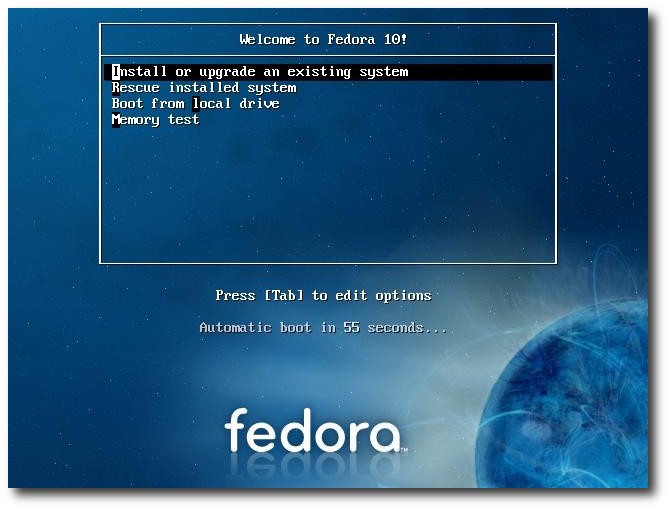 Welcome to Fedora 10!
Install or upgrade an existing system
Rescue installed system
Boot from local drive
Memory test
Press [Tab] to edit options
Automatic boot in 55 seconds...
fedora™